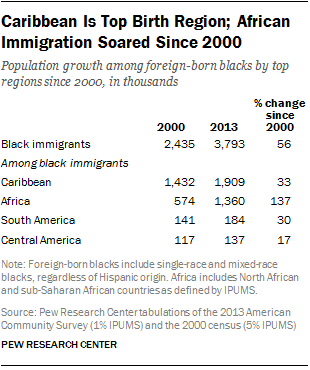 Caribbean Is Top Birth Region; African
Immigration Soared Since 2000
Population growth among foreign-born blacks by top
regions since 2000, in thousands
% change
since
2000 2013 2000
Black immigrants 2,435 3,793 56
Among black immigrants
Caribbean 1,432 1,909 33
Africa 574 1,360 137
South America 141 184 30
Central America 117 137 17
Note: Foreign-born blacks include single-race and mixed-race
blacks, regardless of Hispanic origin. Africa includes North African
and sub-Saharan African countries as defined by IPUMS.
Source: Pew Research Center tabulations of the 2013 American
Community Survey (1% IPUMS) and the 2000 census (5% IPUMS)
PEW RESEARCH CENTER